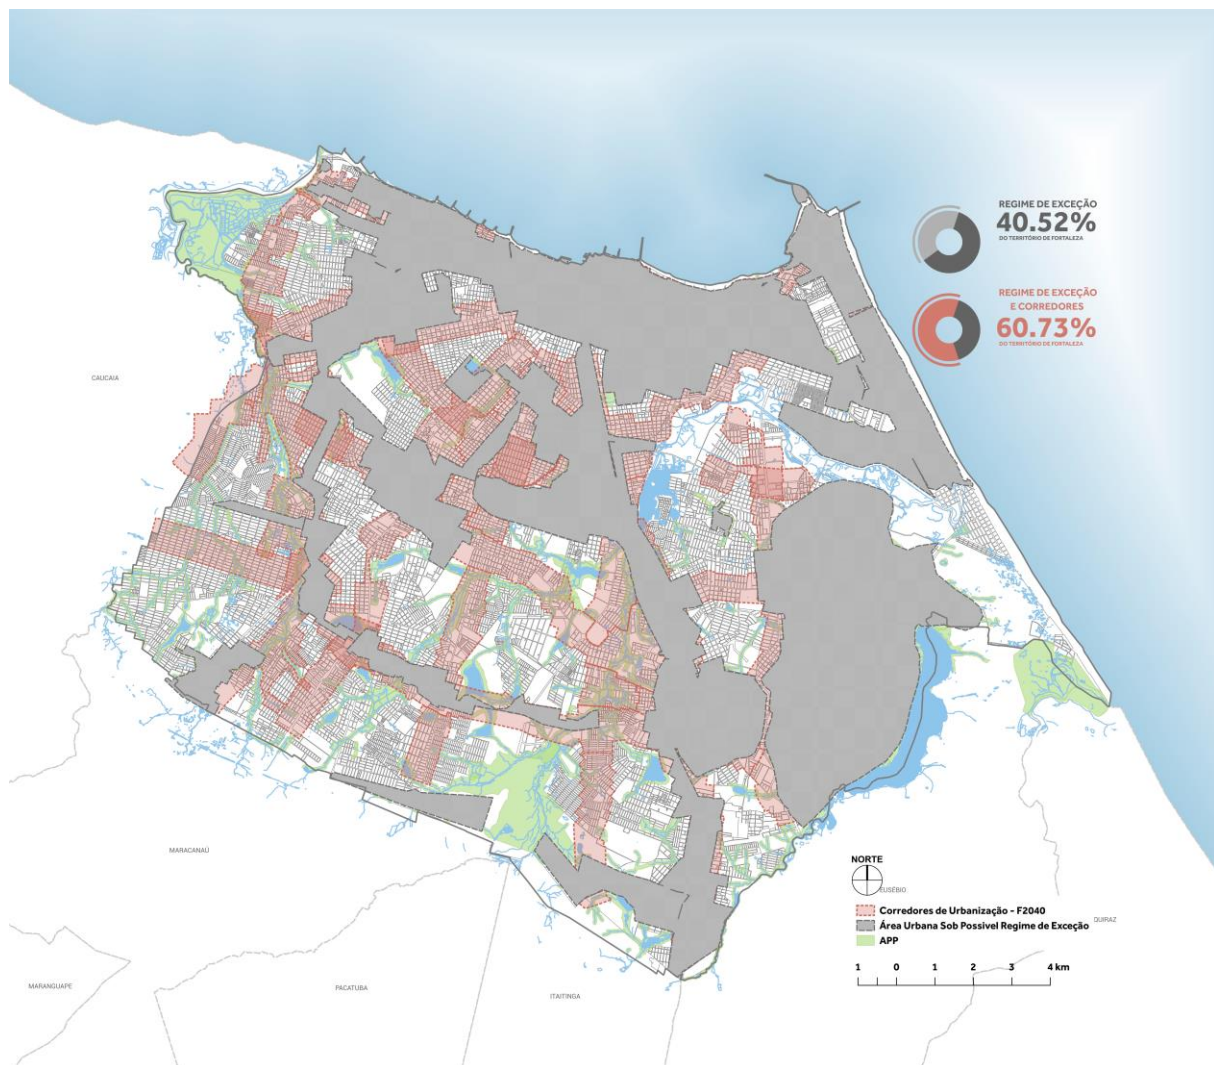 REGIME DE EXCEÇÃO
40.52%
DO TERRITÓRIO DE FORTALEZA
REGIME DE EXCEÇÃO
E CORREDORES
60.73%
DO TERRITÓRIO DE FORTALEZA
CAUCAIA
MARACANAÚ
NORTE
EUSÉBIO
Corredores de Urbanização - F2040
QUIRAZ
Área Urbana Sob Possivel Regime de Exceção
APP
1 0 1 2 3 4 km
MARANGUAPE
PACATUBA
ITAITINGA